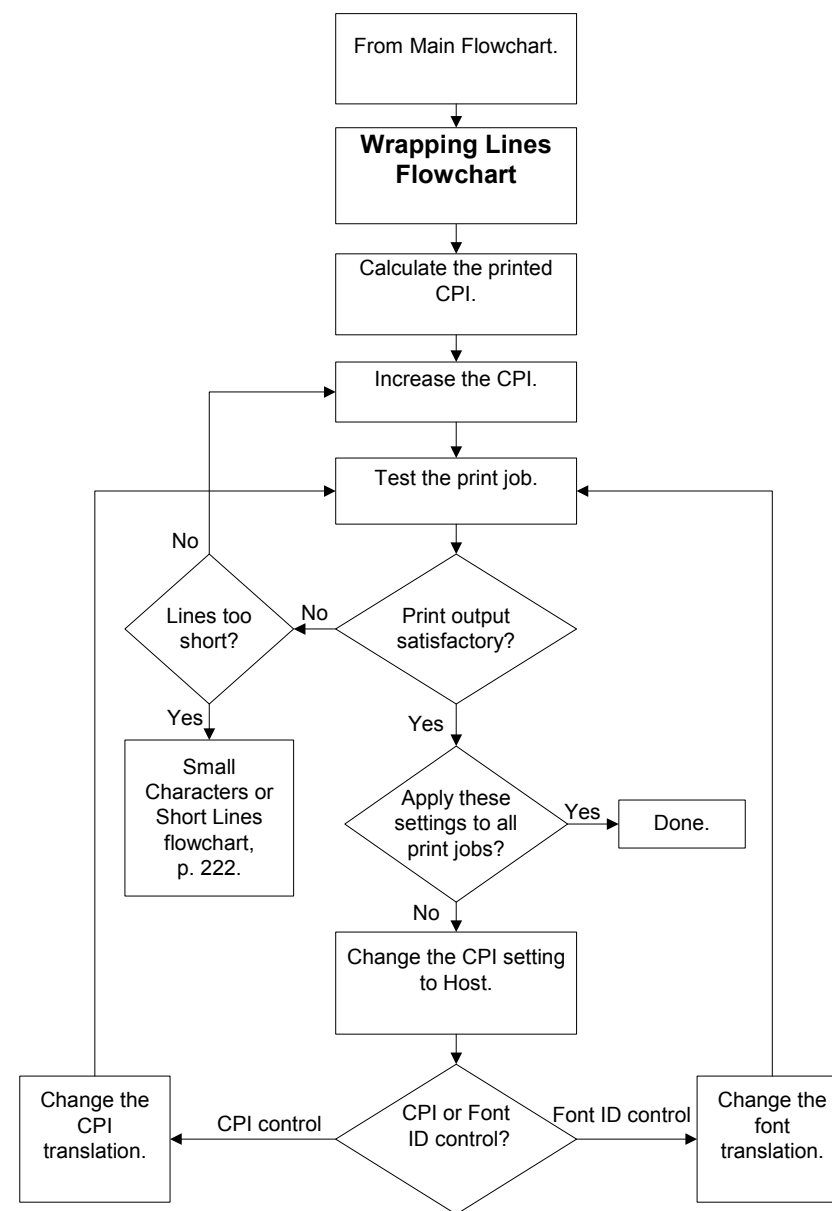 From Main Flowchart.
Wrapping Lines
Flowchart
Calculate the printed
CPI.
Increase the CPI.
Test the print job.
No
Lines too
short?
No
Print output
satisfactory?
Yes
Small
Characters or
Short Lines
flowchart,
p. 222.
Yes
Apply these
settings to all
print jobs?
Yes
Done.
No
Change the CPI setting
to Host.
Change the
CPI
translation.
CPI control
CPI or Font
ID control?
Font ID control
Change the
font
translation.